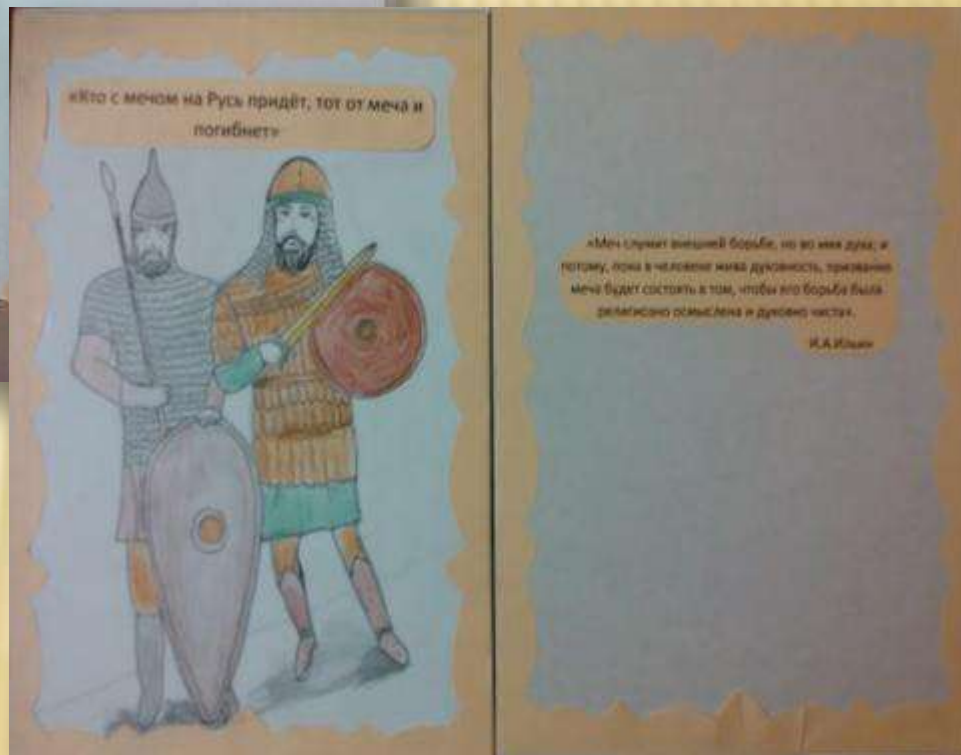 «Кто с мечом на Русь придёт, тот от меча и
погибнет»
«Меч служит внешней борьбе, но во имя духа; и
потому, пока в человеке жива духовность, призвание
меча будет состоять в том, чтобы его борьба была
религиозно осмыслена и духовно чиста».
И.А.Ильин